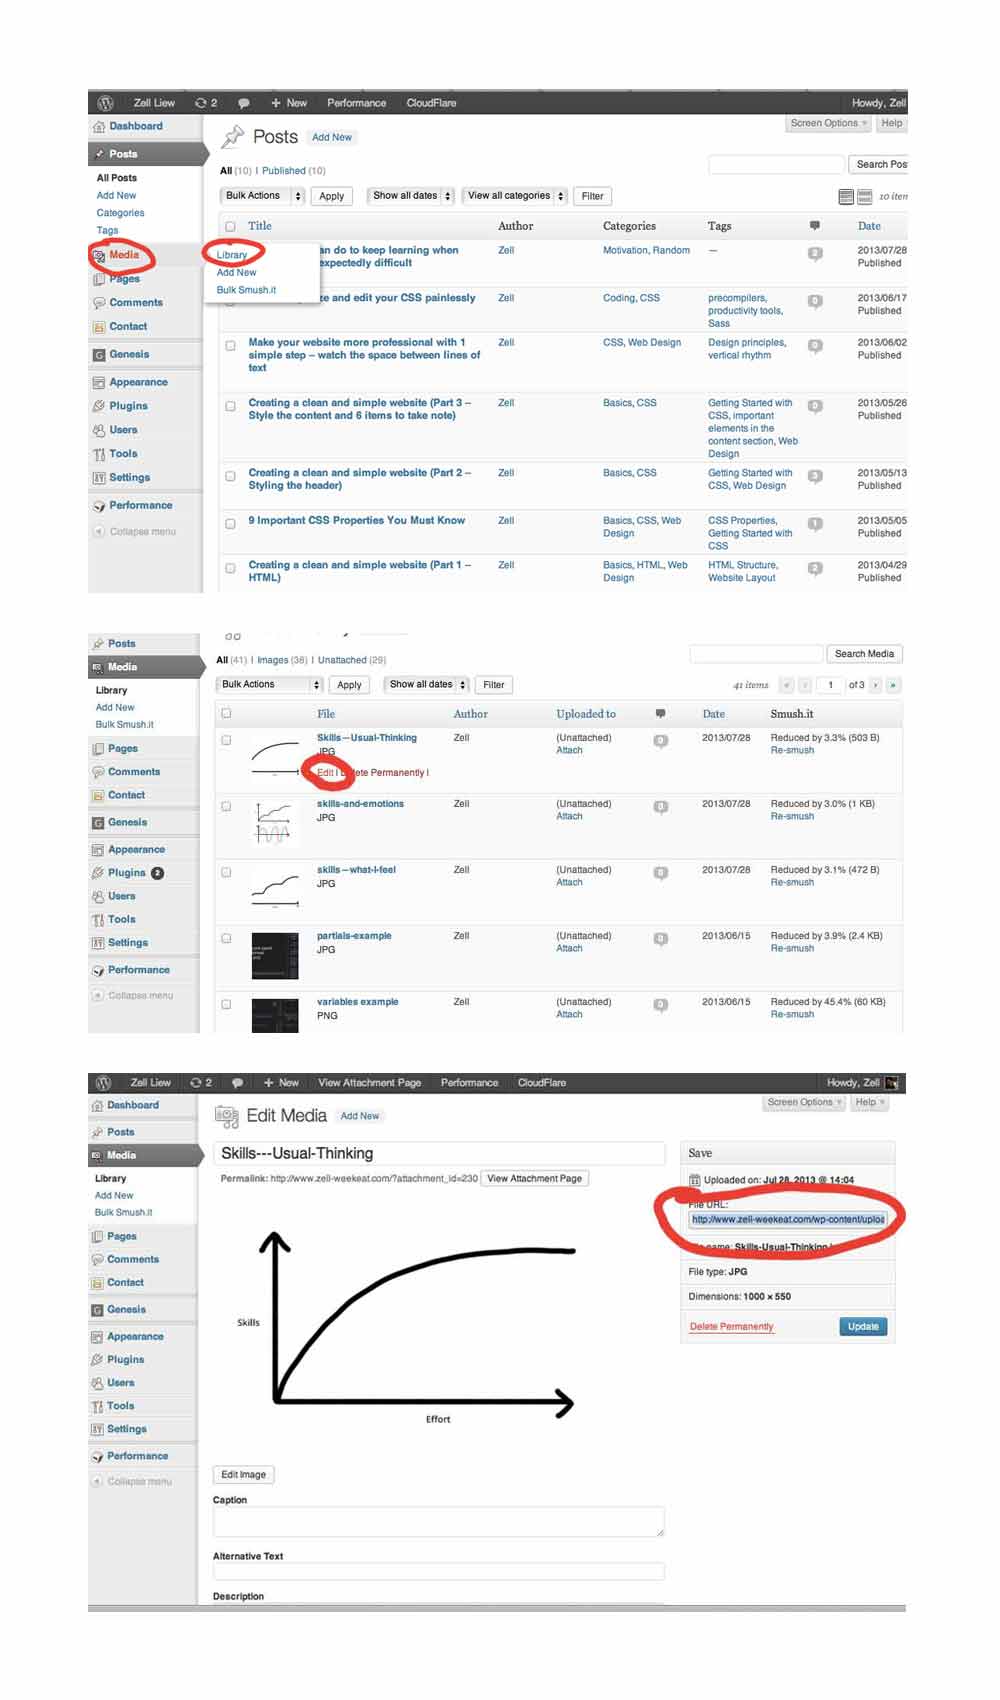 Zell Liew 2 + New Performance CloudFlare Howdy, Zell
Screen Options Help
Dashboard
Posts
All Posts
Add New
Categories
Tags
Media
Library
Add New
Bulk Smush.it
Pages
Comments
Contact
Genesis
Appearance
Plugins
Users
Tools
Settings
Performance
Collapse menu
Posts Add New
All (10) | Published (10)
Search Pos
Bulk Actions Apply Show all dates View all categories Filter 10 item
Title Author Categories Tags Date
an do to keep learning when
expectedly difficult
Zell
Motivation, Random
—
2
2013/07/28
Published
ze and edit your CSS painlessly
Zell
Coding, CSS
precompilers,
productivity tools,
Sass
0
2013/06/17
Published
Make your website more professional with 1
simple step – watch the space between lines of
text
Zell
CSS, Web Design
Design principles,
vertical rhythm
0
2013/06/02
Published
Creating a clean and simple website (Part 3 –
Style the content and 6 items to take note)
Zell
Basics, CSS
Getting Started with
CSS, important
elements in the
content section, Web
Design
0
2013/05/26
Published
Creating a clean and simple website (Part 2 –
Styling the header)
Zell
Basics, CSS
Getting Started with
CSS, Web Design
2013/05/13
Published
9 Important CSS Properties You Must Know
Zell
Basics, CSS, Web
Design
CSS Properties,
Getting Started with
CSS
1
2013/05/05
Published
Creating a clean and simple website (Part 1 –
HTML)
Zell
Basics, HTML, Web
Design
HTML Structure,
Website Layout
2
2013/04/29
Published
Posts
Media
Library
Add New
Bulk Smush.it
Pages
Comments
Contact
Genesis
Appearance
Plugins 2
Users
Tools
Settings
Performance
Collapse menu
All (41) | Images (38) | Unattached (29)
Search Media
Bulk Actions Apply Show all dates Filter 41 items « ‹ 1 of 3 › »
File Author Uploaded to Date Smush.it
Skills—Usual-Thinking
JPG
Edit | Delete Permanently |
Zell
(Unattached)
Attach
0
2013/07/28
Reduced by 3.3% (503 B)
Re-smush
skills-and-emotions
JPG
Zell
(Unattached)
Attach
0
2013/07/28
Reduced by 3.0% (1 KB)
Re-smush
skills—what-I-feel
JPG
Zell
(Unattached)
Attach
0
2013/07/28
Reduced by 3.1% (472 B)
Re-smush
partials-example
JPG
Zell
(Unattached)
Attach
0
2013/06/15
Reduced by 3.9% (2.4 KB)
Re-smush
variables example
PNG
Zell
(Unattached)
Attach
0
2013/06/15
Reduced by 45.4% (60 KB)
Re-smush
Zell Liew 2 + New View Attachment Page Performance CloudFlare Howdy, Zell
Screen Options Help
Dashboard
Posts
Media
Library
Add New
Bulk Smush.it
Pages
Comments
Contact
Genesis
Appearance
Plugins
Users
Tools
Settings
Performance
Collapse menu
Edit Media Add New
Skills---Usual-Thinking
Permalink: http://www.zell-weekeat.com/?attachment_id=230 View Attachment Page
Skills
Effort
Edit Image
Caption
Alternative Text
Description
Save
Uploaded on: Jul 28, 2013 @ 14:04
File URL:
http://www.zell-weekeat.com/wp-content/uploa
name: Skills-Usual-Thinking
File type: JPG
Dimensions: 1000 × 550
Delete Permanently Update